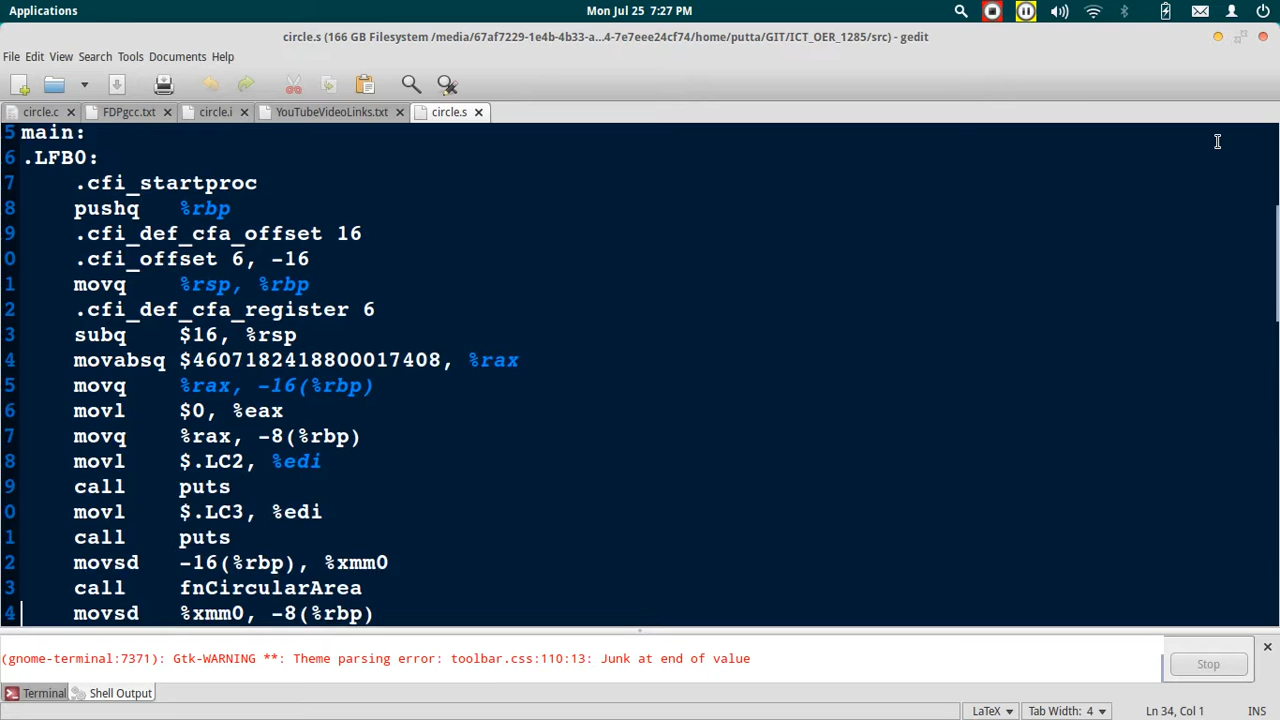 Applications
Mon Jul 25 7:27 PM
circle.s (166 GB Filesystem /media/67af7229-1e4b-4b33-a...4-7e7eee24cf74/home/putta/GIT/ICT_OER_1285/src) - gedit
File Edit View Search Tools Documents Help
circle.c FDPgcc.txt circle.i YouTubeVideoLinks.txt circle.s
5 main:
6 .LFB0:
7 .cfi_startproc
8 pushq %rbp
9 .cfi_def_cfa_offset 16
0 .cfi_offset 6, -16
1 movq %rsp, %rbp
2 .cfi_def_cfa_register 6
3 subq $16, %rsp
4 movabsq $4607182418800017408, %rax
5 movq %rax, -16(%rbp)
6 movl $0, %eax
7 movq %rax, -8(%rbp)
8 movl $.LC2, %edi
9 call puts
0 movl $.LC3, %edi
1 call puts
2 movsd -16(%rbp), %xmm0
3 call fnCircularArea
4 movsd %xmm0, -8(%rbp)
(gnome-terminal:7371): Gtk-WARNING **: Theme parsing error: toolbar.css:110:13: Junk at end of value
Stop
Terminal Shell Output
LaTeX Tab Width: 4 Ln 34, Col 1 INS